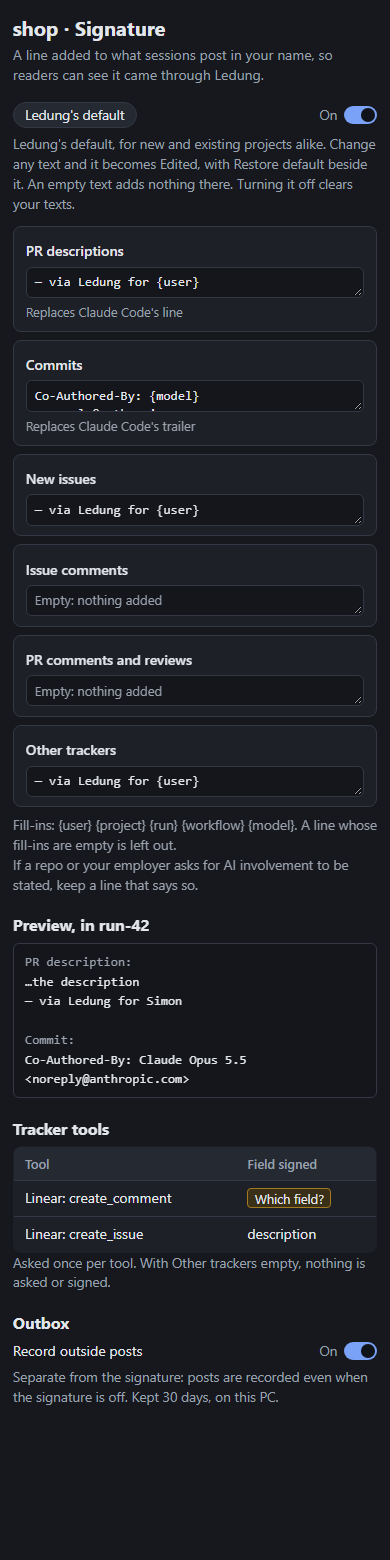 shop · Signature
A line added to what sessions post in your name, so
readers can see it came through Ledung.
Ledung's default
On
Ledung's default, for new and existing projects alike. Change
any text and it becomes Edited, with Restore default beside
it. An empty text adds nothing there. Turning it off clears
your texts.
PR descriptions
— via Ledung for {user}
Replaces Claude Code's line
Commits
Co-Authored-By: {model}
Replaces Claude Code's trailer
New issues
— via Ledung for {user}
Issue comments
Empty: nothing added
PR comments and reviews
Empty: nothing added
Other trackers
— via Ledung for {user}
Fill-ins: {user} {project} {run} {workflow} {model}. A line whose
fill-ins are empty is left out.
If a repo or your employer asks for AI involvement to be
stated, keep a line that says so.
Preview, in run-42
PR description:
…the description
— via Ledung for Simon
Commit:
Co-Authored-By: Claude Opus 5.5
<noreply@anthropic.com>
Tracker tools
Tool
Field signed
Linear: create_comment
Which field?
Linear: create_issue
description
Asked once per tool. With Other trackers empty, nothing is
asked or signed.
Outbox
Record outside posts
On
Separate from the signature: posts are recorded even when
the signature is off. Kept 30 days, on this PC.